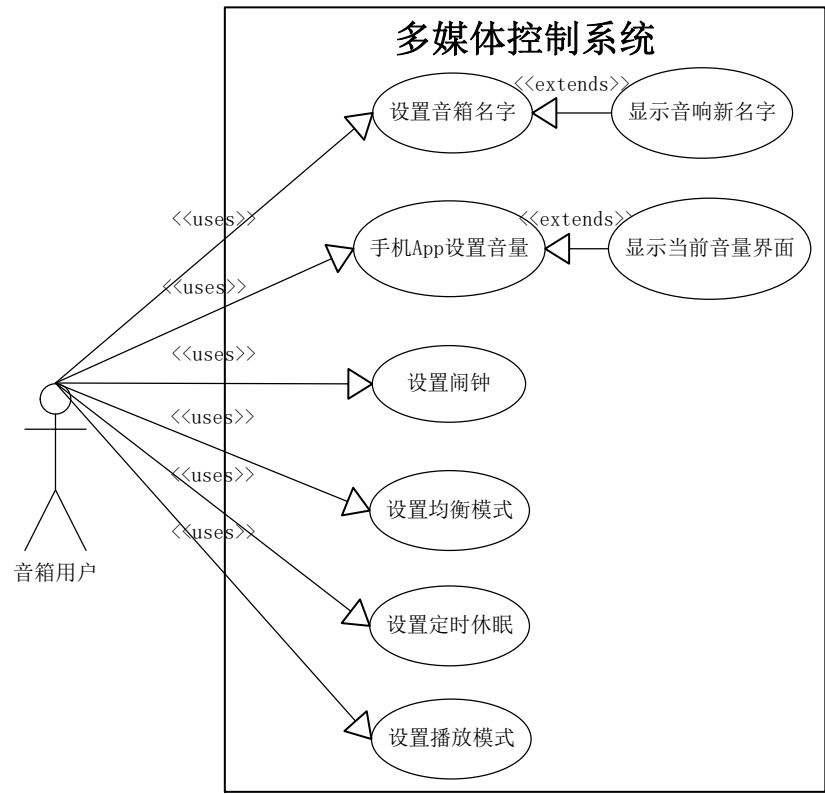 多媒体控制系统
<<extends>>
设置音箱名字
显示音响新名字
<<uses>>
<<extends>>
手机App设置音量
显示当前音量界面
<<uses>>
<<uses>>
设置闹钟
<<uses>>
<<uses>>
设置均衡模式
<<uses>>
音箱用户
设置定时休眠
设置播放模式